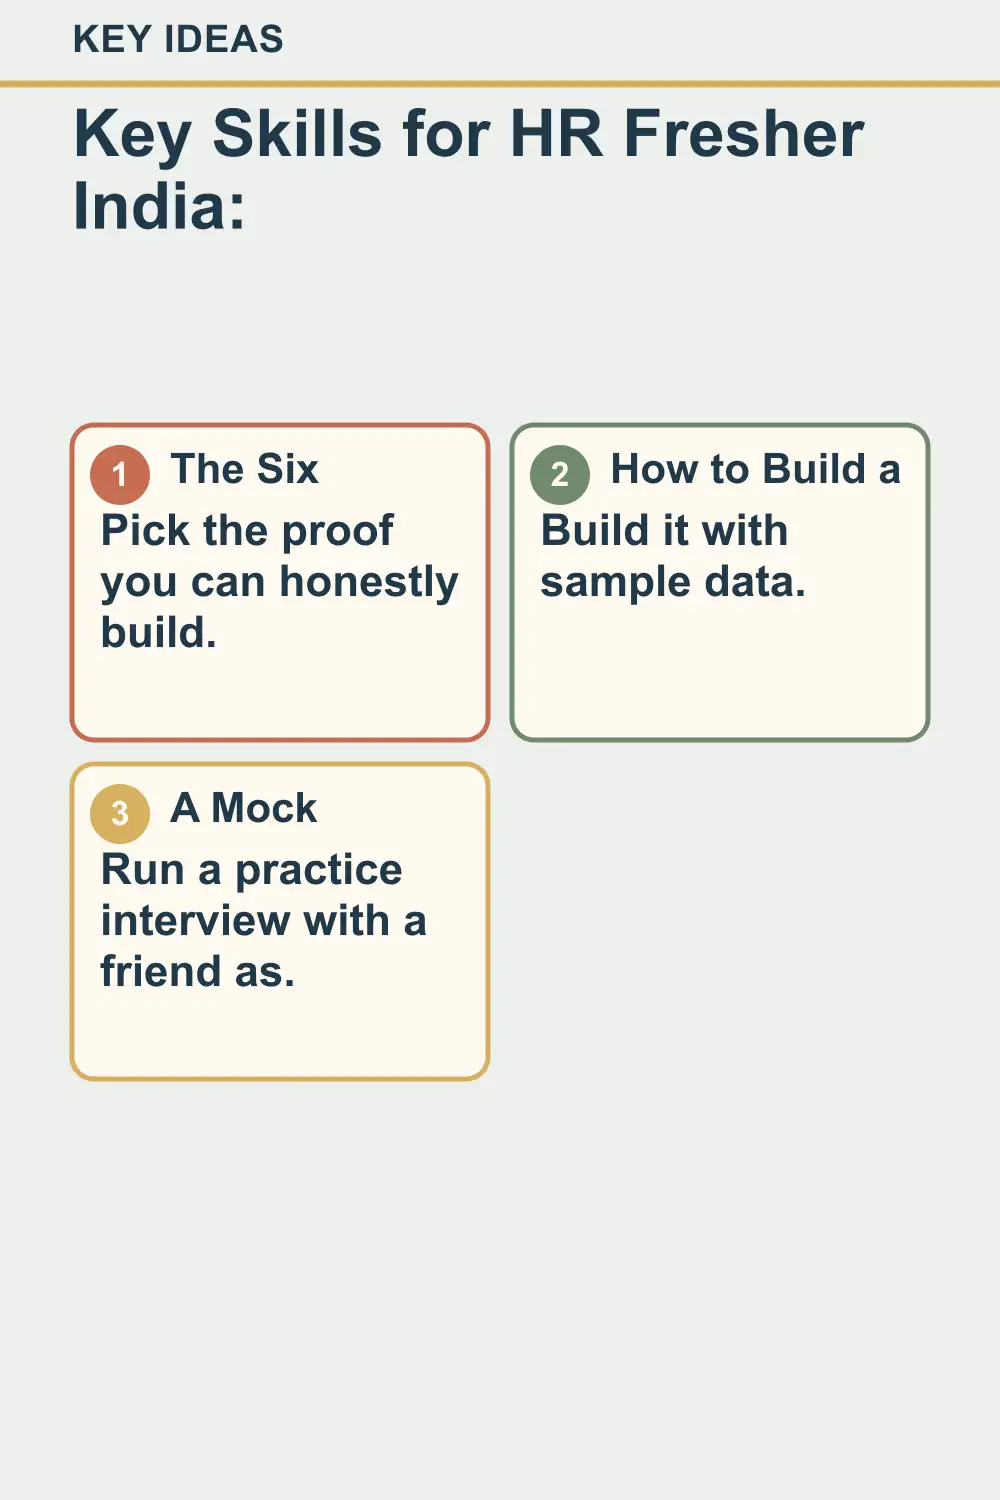 KEY IDEAS
Key Skills for HR Fresher
India:
1 The Six
Pick the proof
you can honestly
build.
2 How to Build a
Build it with
sample data.
3 A Mock
Run a practice
interview with a
friend as.